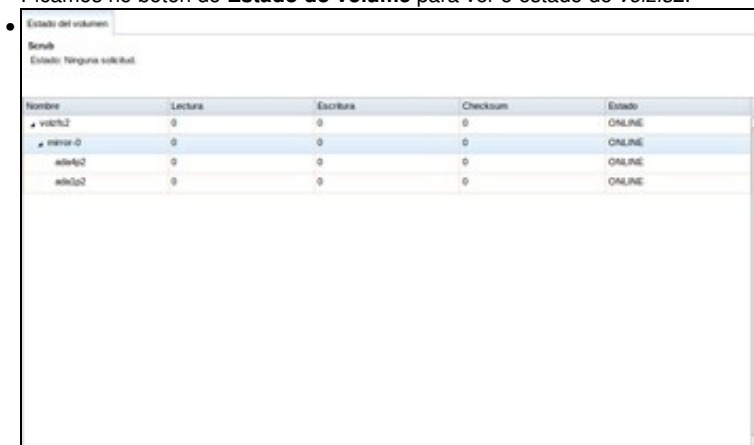 Picamos no botón de Estado do volume para ver o estado de volzfs2.
Estado del volumen
Scrub
Estado: Ninguna solicitud.
Nombre Lectura Escritura Checksum Estado
volzfs2 0 0 0 ONLINE
mirror-0 0 0 0 ONLINE
ada4p2 0 0 0 ONLINE
ada1p2 0 0 0 ONLINE